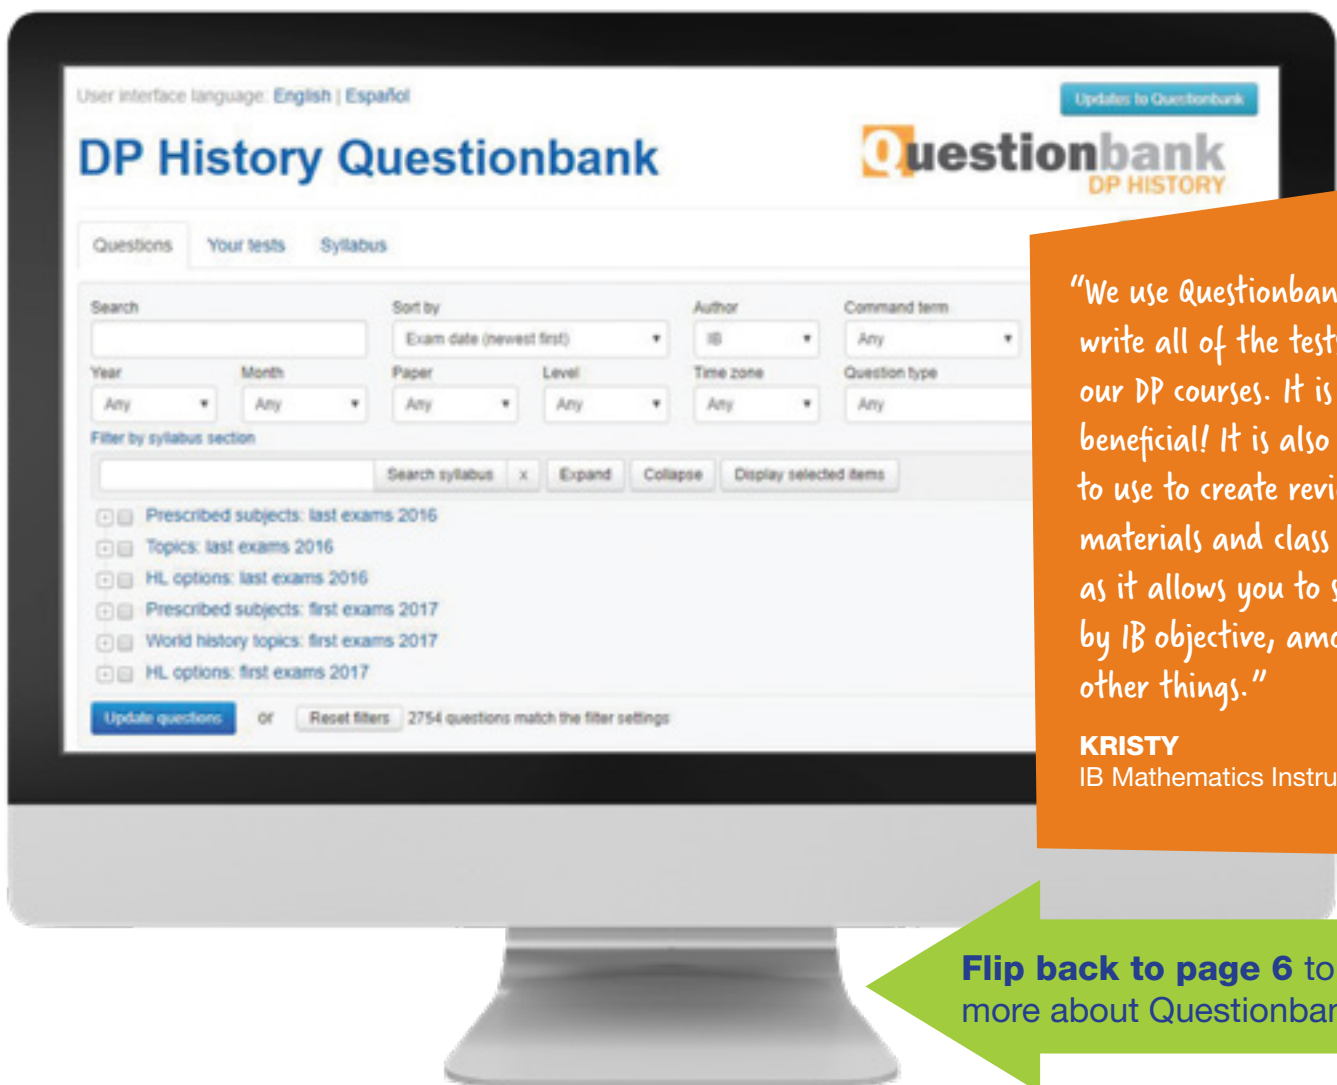 User interface language: English | Español
Updates to Questionbank
DP History Questionbank
Questionbank
DP HISTORY
Questions Your tests Syllabus
Search Sort by Author Command term
Exam date (newest first) IB Any
Year Month Paper Level Time zone Question type
Any Any Any Any Any Any
Filter by syllabus section
Search syllabus x Expand Collapse Display selected items
Prescribed subjects: last exams 2016
Topics: last exams 2016
HL options: last exams 2016
Prescribed subjects: first exams 2017
World history topics: first exams 2017
HL options: first exams 2017
Update questions or Reset filters 2754 questions match the filter settings
"We use Questionban
write all of the test
our DP courses. It is
beneficial! It is also
to use to create revi
materials and class
as it allows you to s
by IB objective, amo
other things."
KRISTY
IB Mathematics Instru
Flip back to page 6 to
more about Questionban